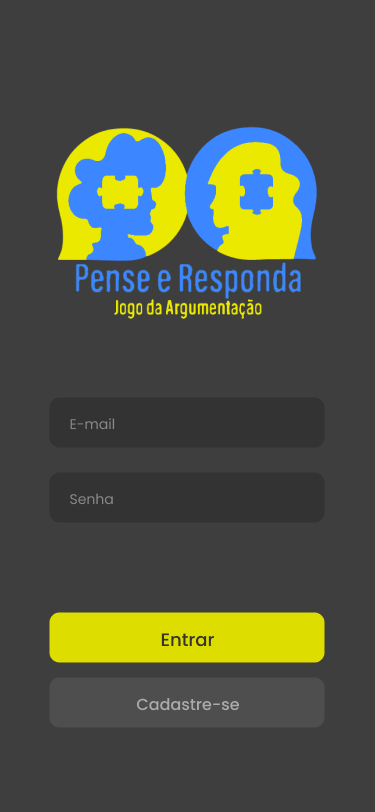 Pense e Responda
Jogo da Argumentação
E-mail
Senha
Entrar
Cadastre-se